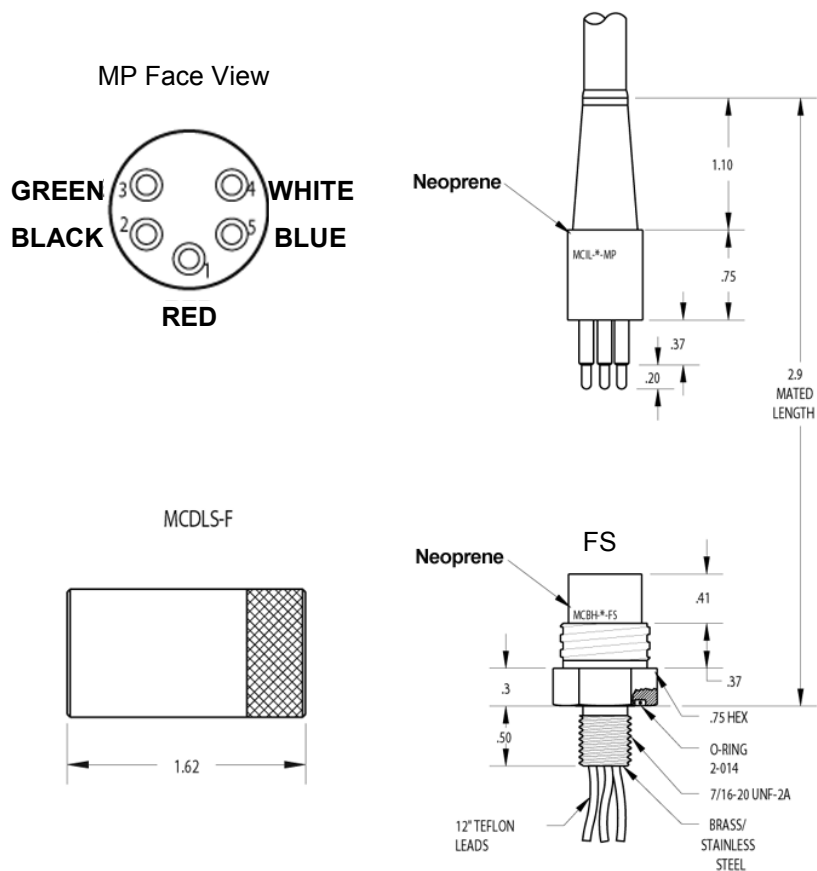 MP Face View
GREEN 3 4 WHITE
BLACK 2 5 BLUE
1
RED
Neoprene
MCIL-*-MP
1.10
.75
.37
.20
2.9
MATED
LENGTH
MCDLS-F
1.62
FS
Neoprene
MCBH-*-FS
.41
.37
.3
.50
.75 HEX
O-RING
2-014
7/16-20 UNF-2A
12" TEFLON
LEADS
BRASS/
STAINLESS
STEEL